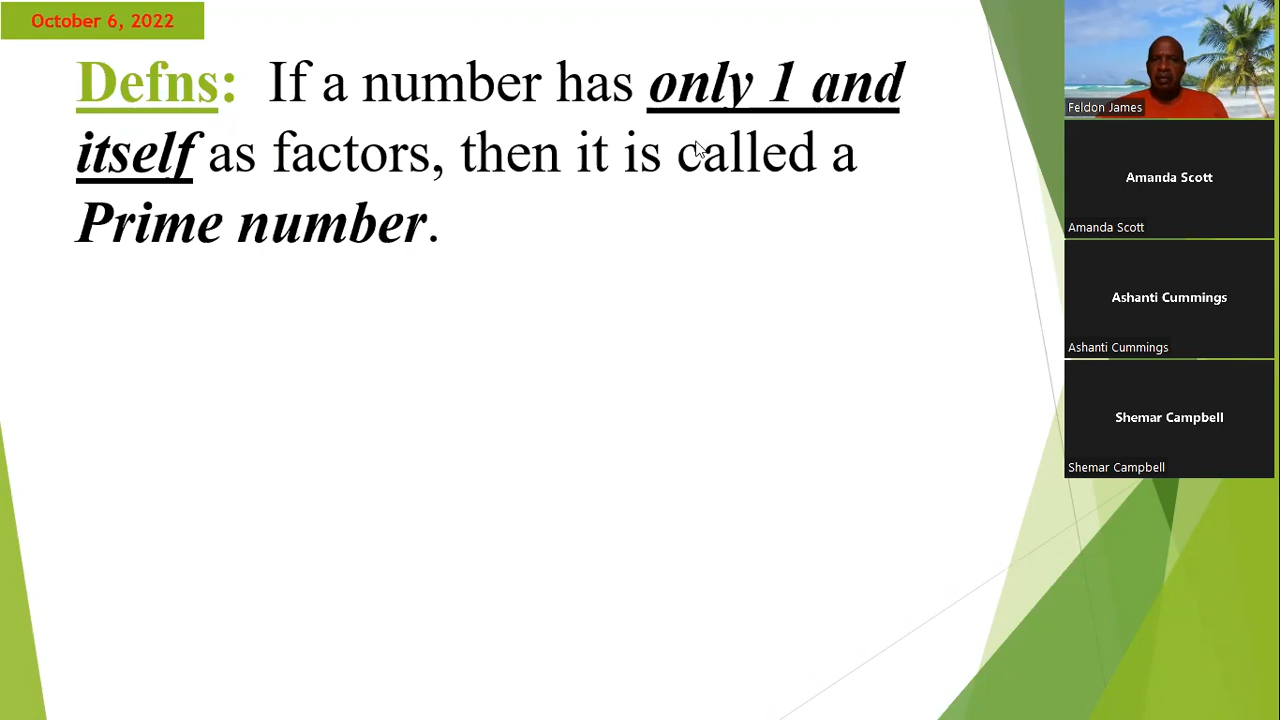 October 6, 2022
Defns: If a number has only 1 and
itself as factors, then it is called a
Prime number.
Feldon James
Amanda Scott
Amanda Scott
Ashanti Cummings
Ashanti Cummings
Shemar Campbell
Shemar Campbell